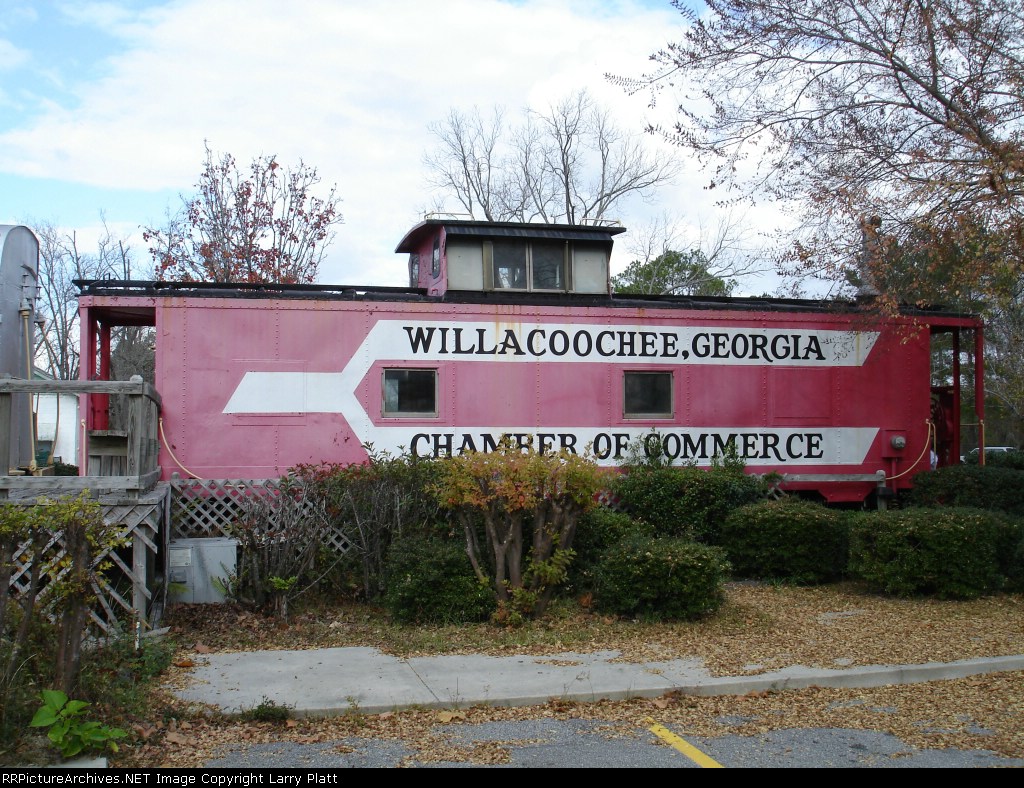 WILLACOOCHEE, GEORGIA
CHAMBER OF COMMERCE
RRPictureArchives.NET Image Copyright Larry Platt